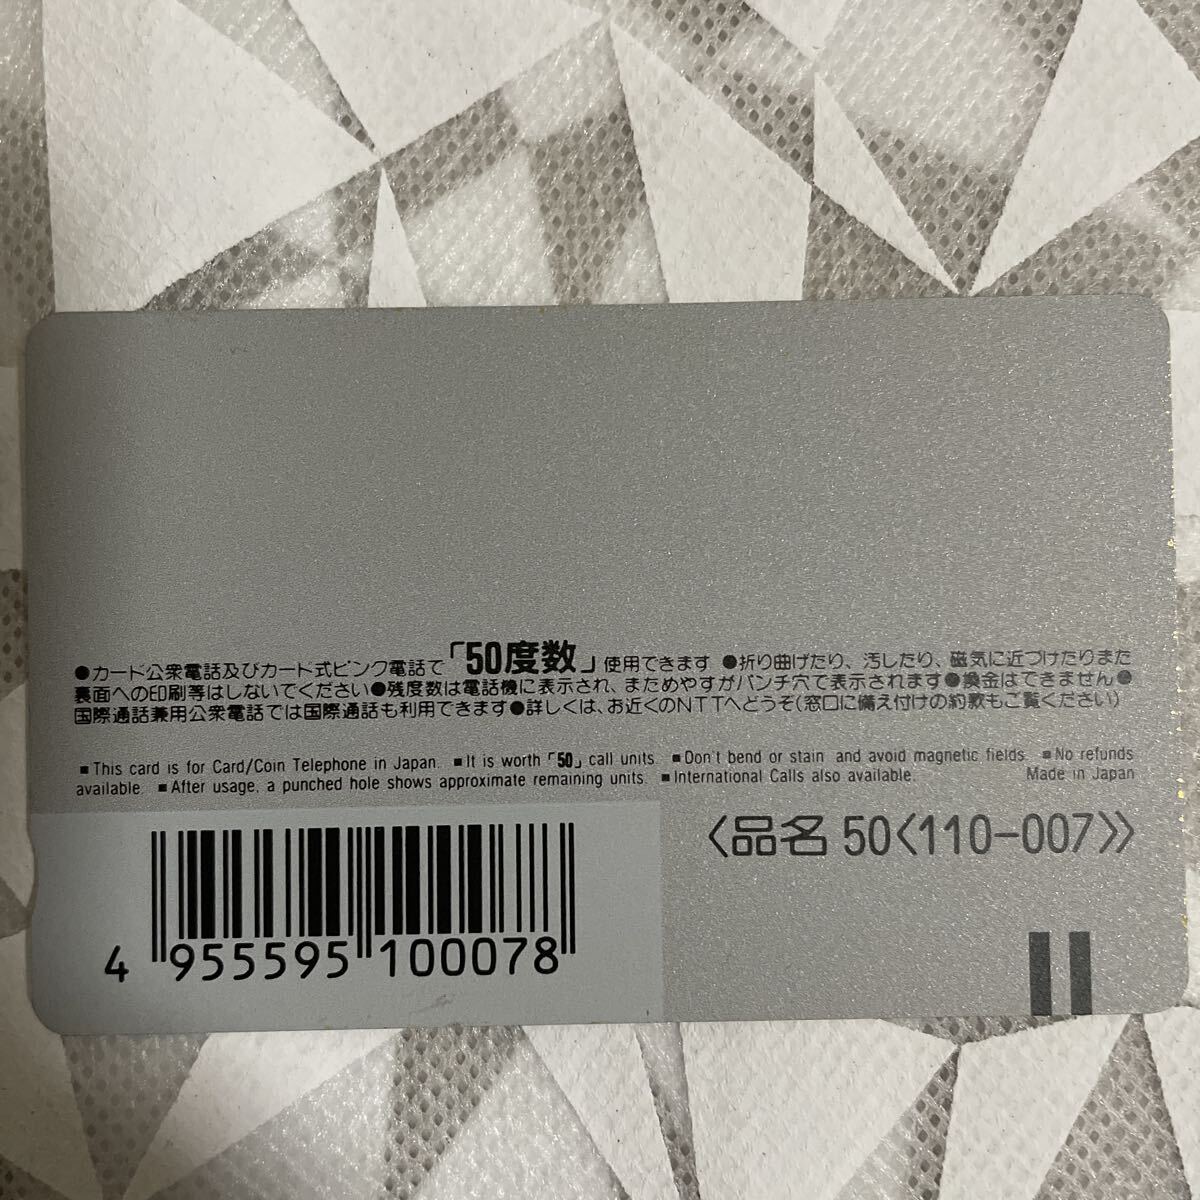 ●カード公衆電話及びカード式ピンク電話で「50度数」使用できます ●折り曲げたり、汚したり、磁気に近づけたりまた
裏面への印刷等はしないでください●残度数は電話機に表示され、まためやすがパンチ穴で表示されます●換金はできません●
国際通話兼用公衆電話では国際通話も利用できます●詳しくは、お近くのNTTへどうぞ(窓口に備え付けの約款もご覧ください)
■This card is for Card/Coin Telephone in Japan. ■It is worth「50」call units. ■Don't bend or stain and avoid magnetic fields. ■No refunds
available. ■After usage, a punched hole shows approximate remaining units. ■International Calls also available. Made in Japan
〈品名 50〈110-007〉〉
4 955595 100078